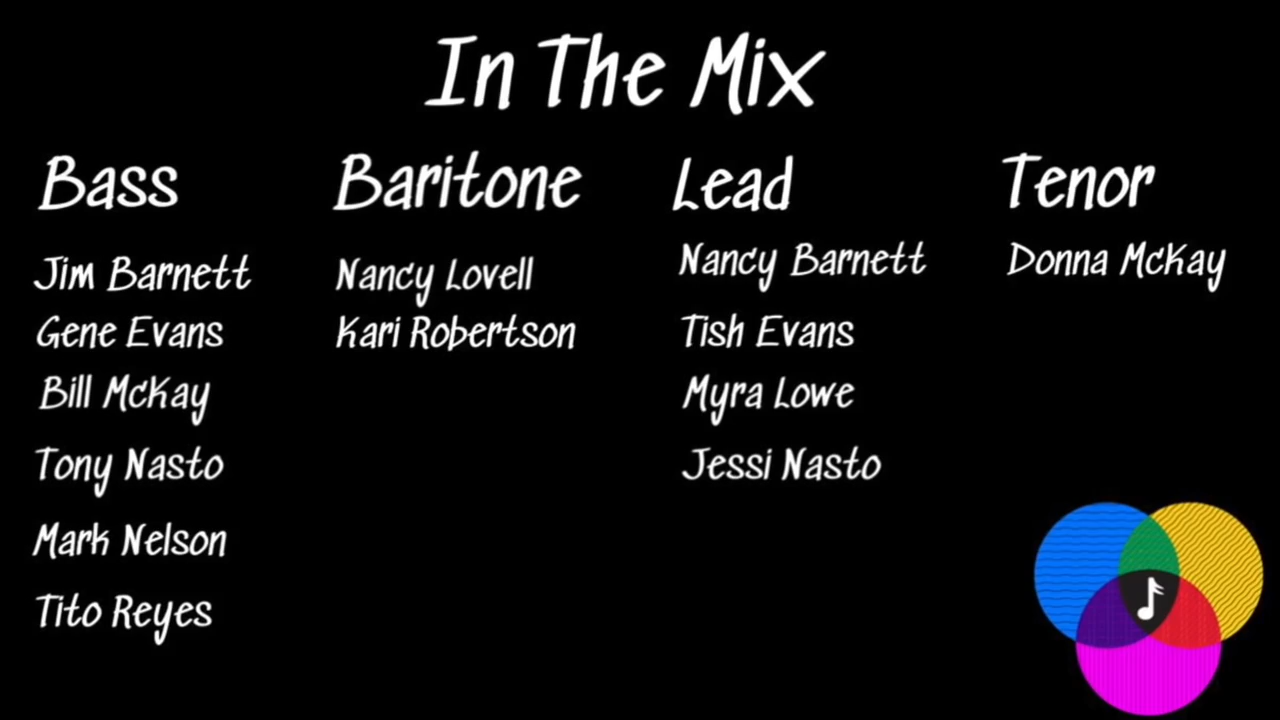 In The Mix
Bass
Jim Barnett
Gene Evans
Bill McKay
Tony Nasto
Mark Nelson
Tito Reyes
Baritone
Nancy Lovell
Kari Robertson
Lead
Nancy Barnett
Tish Evans
Myra Lowe
Jessi Nasto
Tenor
Donna McKay